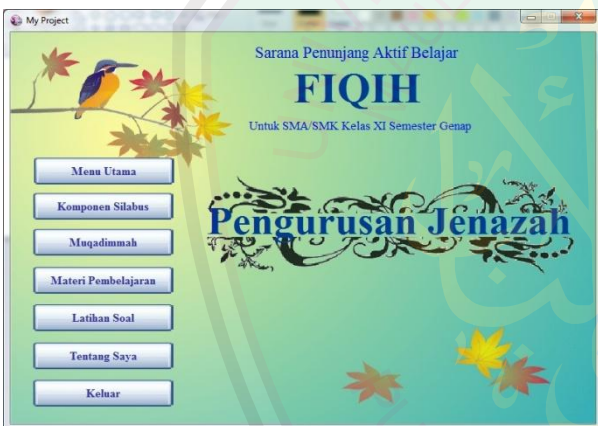 My Project
Sarana Penunjang Aktif Belajar
FIQIH
Untuk SMA/SMK Kelas XI Semester Genap
Pengurusan Jenazah
Menu Utama
Komponen Silabus
Muqadimmah
Materi Pembelajaran
Latihan Soal
Tentang Saya
Keluar